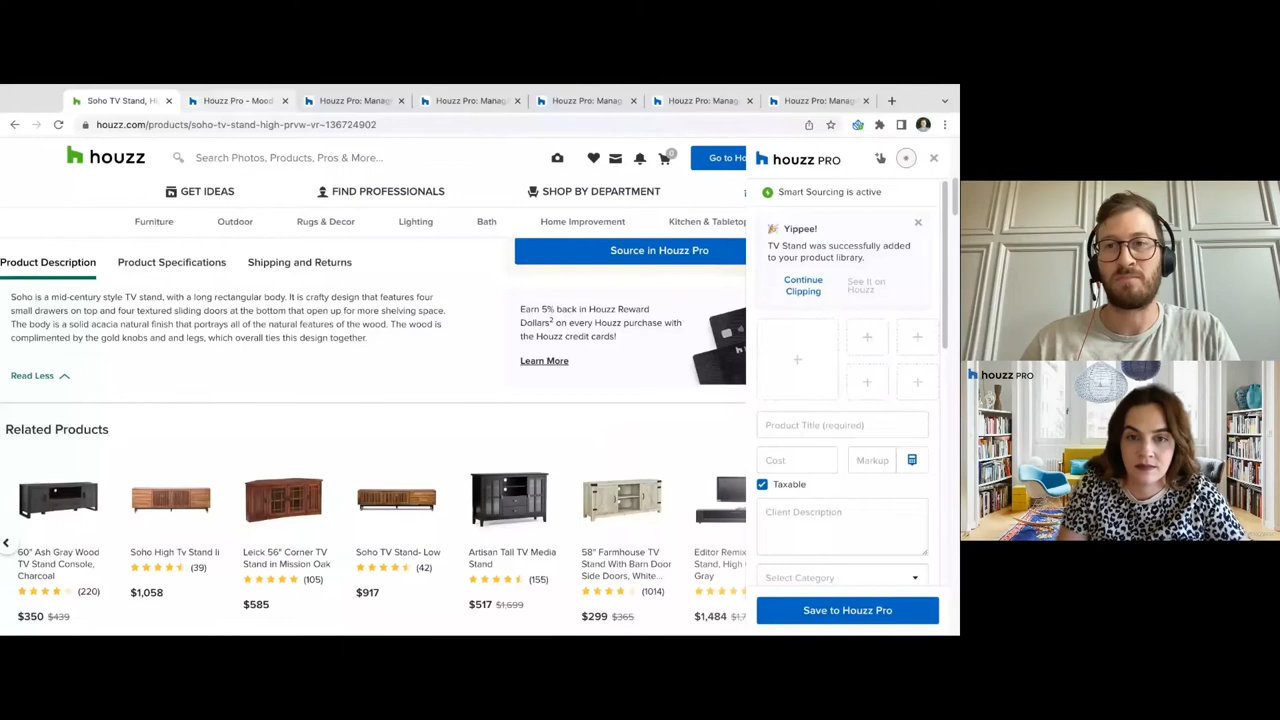 Soho TV Stand, Hi
Houzz Pro - Mood
Houzz Pro: Manag
Houzz Pro: Manag
Houzz Pro: Manag
Houzz Pro: Manag
Houzz Pro: Manag
houzz.com/products/soho-tv-stand-high-prvw-vr~136724902
houzz
Search Photos, Products, Pros & More...
0
Go to Ho
houzz PRO
GET IDEAS
FIND PROFESSIONALS
SHOP BY DEPARTMENT
Smart Sourcing is active
Furniture
Outdoor
Rugs & Decor
Lighting
Bath
Home Improvement
Kitchen & Tabletop
Yippee!
TV Stand was successfully added
to your product library.
Continue
Clipping
See It on
Houzz
Source in Houzz Pro
Product Description
Product Specifications
Shipping and Returns
Soho is a mid-century style TV stand, with a long rectangular body. It is crafty design that features four
small drawers on top and four textured sliding doors at the bottom that open up for more shelving space.
The body is a solid acacia natural finish that portrays all of the natural features of the wood. The wood is
complimented by the gold knobs and and legs, which overall ties this design together.
Read Less
Earn 5% back in Houzz Reward
Dollars2 on every Houzz purchase with
the Houzz credit cards!
Learn More
Product Title (required)
Cost
Markup
Taxable
Client Description
Select Category
Save to Houzz Pro
Related Products
60" Ash Gray Wood
TV Stand Console,
Charcoal
(220)
$350 $439
Soho High Tv Stand Ii
(39)
$1,058
Leick 56" Corner TV
Stand in Mission Oak
(105)
$585
Soho TV Stand- Low
(42)
$917
Artisan Tall TV Media
Stand
(155)
$517 $1,699
58" Farmhouse TV
Stand With Barn Door
Side Doors, White...
(1014)
$299 $365
Editor Remix
Stand, High
Gray
$1,484
houzz PRO